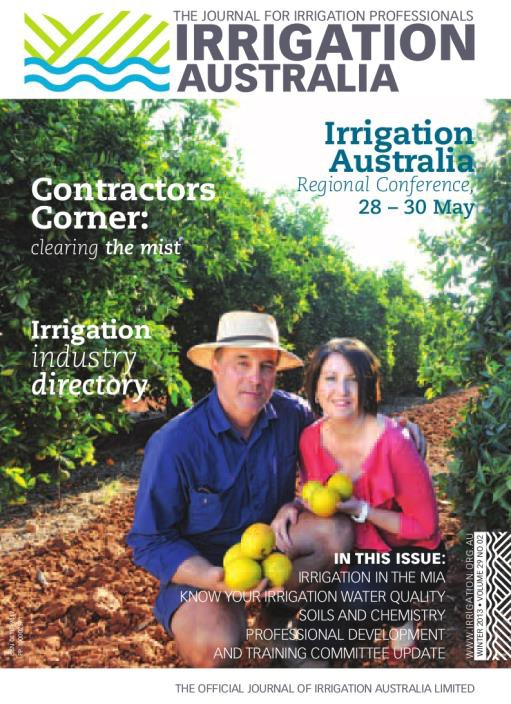 THE JOURNAL FOR IRRIGATION PROFESSIONALS
IRRIGATION
AUSTRALIA
Irrigation
Australia
Regional Conference,
28 – 30 May
Contractors
Corner:
clearing the mist
Irrigation
industry
directory
IN THIS ISSUE:
IRRIGATION IN THE MIA
KNOW YOUR IRRIGATION WATER QUALITY
SOILS AND CHEMISTRY
PROFESSIONAL DEVELOPMENT
AND TRAINING COMMITTEE UPDATE
WWW.IRRIGATION.ORG.AU
WINTER 2013 • VOLUME 29 NO 02
THE OFFICIAL JOURNAL OF IRRIGATION AUSTRALIA LIMITED